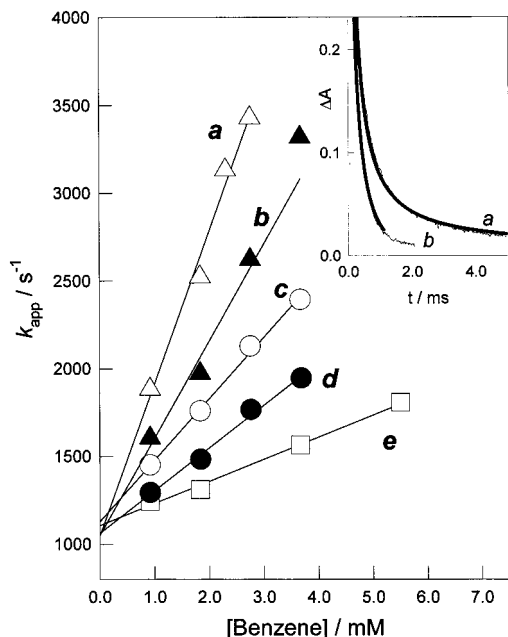 4000
3500
3000
2500
2000
1500
1000
k_app / s⁻¹
0.0 1.0 2.0 3.0 4.0 5.0 6.0 7.0
[Benzene] / mM
a
b
c
d
e
0.2
0.1
0.0
ΔA
0.0 2.0 4.0
t / ms
a
b